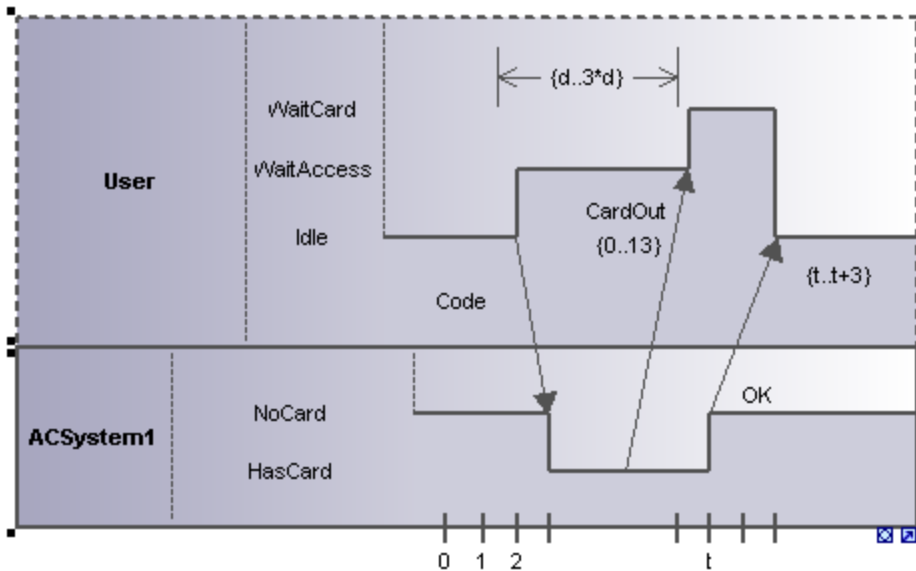 {d..3*d}
WaitCard
WaitAccess
User
CardOut
Idle
{0..13}
{t..t+3}
Code
OK
NoCard
ACSystem1
HasCard
0 1 2 t